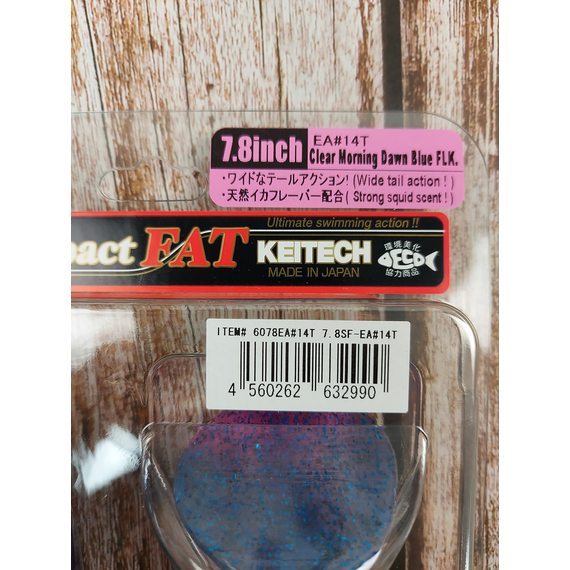 7.8inch
EA#14T
Clear Morning Dawn Blue FLK.
・ワイドなテールアクション! (Wide tail action ! )
・天然イカフレーバー配合 ( Strong squid scent ! )
Ultimate swimming action !!
pact FAT KEITECH
MADE IN JAPAN
環境美化
ECO
協力商品
ITEM# 6078EA#14T 7.8SF-EA#14T
4 560262 632990